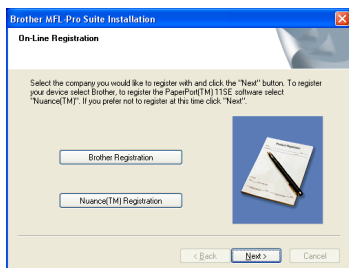 Brother MFL-Pro Suite Installation
On-Line Registration
Select the company you would like to register with and click the "Next" button. To register
your device select Brother, to register the PaperPort(TM) 11SE software select
"Nuance(TM)". If you prefer not to register at this time click "Next".
Brother Registration
Nuance(TM) Registration
Product Registration
< Back
Next >
Cancel